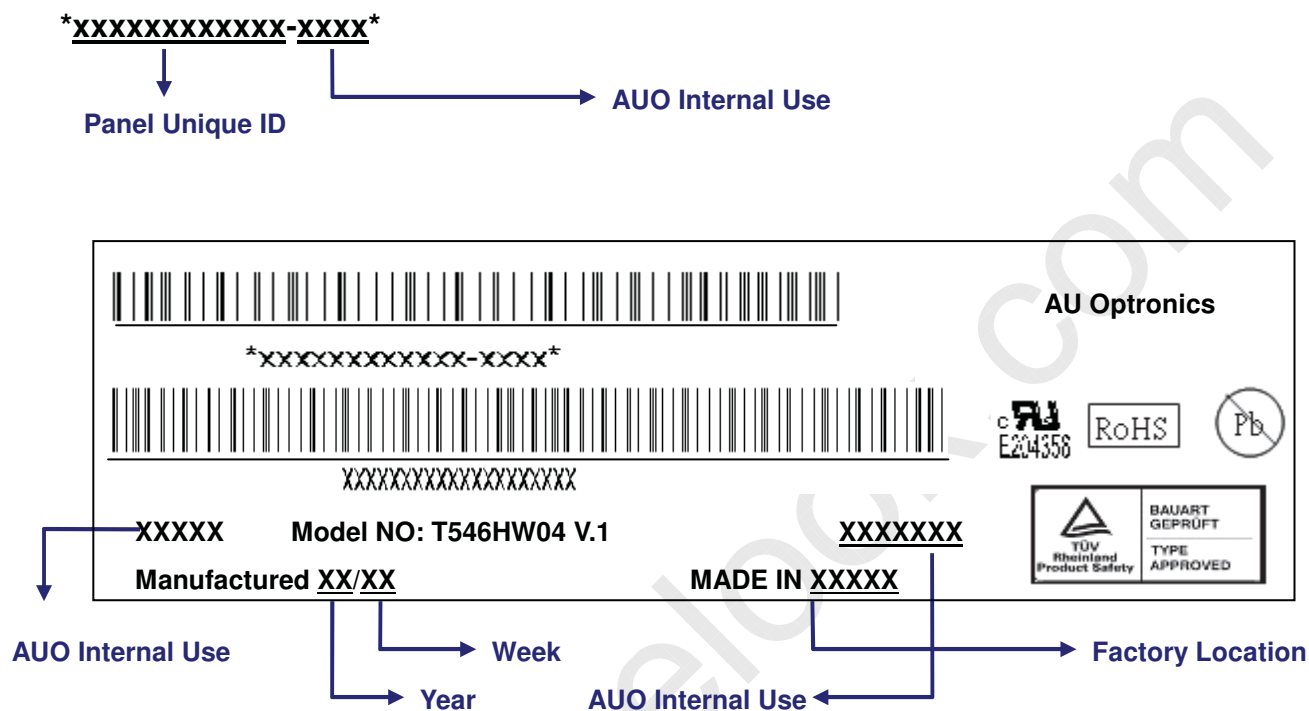 *xxxxxxxxxxxx-xxxx*
AUO Internal Use
Panel Unique ID
AU Optronics
*xxxxxxxxxxxx-xxxx*
c
E204356
RoHS
Pb
XXXXXXXXXXXXXXXXXXXX
XXXXX Model NO: T546HW04 V.1 XXXXXXX
Manufactured XX/XX MADE IN XXXXX
TÜV
Rheinland
Product Safety
BAUART
GEPRÜFT
TYPE
APPROVED
AUO Internal Use
Week
Factory Location
Year
AUO Internal Use